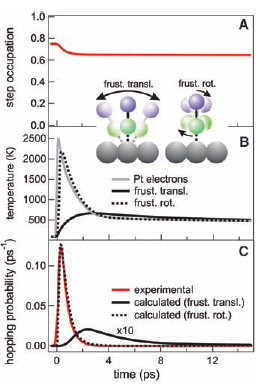 A
1.0
0.8
0.6
0.4
0.2
0.0
step occupation
frust. transl.
frust. rot.
B
2500
2000
1500
1000
500
temperature (K)
Pt electrons
frust. transl.
frust. rot.
C
0.10
0.05
0.00
hopping probability (ps⁻¹)
experimental
calculated (frust. transl.)
calculated (frust. rot.)
x10
0
4
8
12
time (ps)